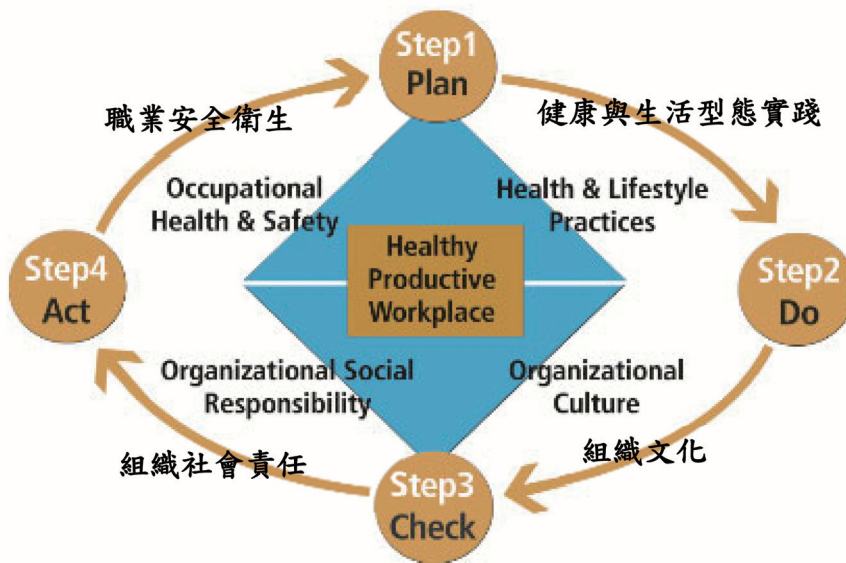 Step1
Plan
職業安全衛生
健康與生活型態實踐
Occupational
Health & Safety
Health & Lifestyle
Practices
Healthy
Productive
Workplace
Step4
Act
Step2
Do
Organizational Social
Responsibility
Organizational
Culture
組織社會責任
組織文化
Step3
Check